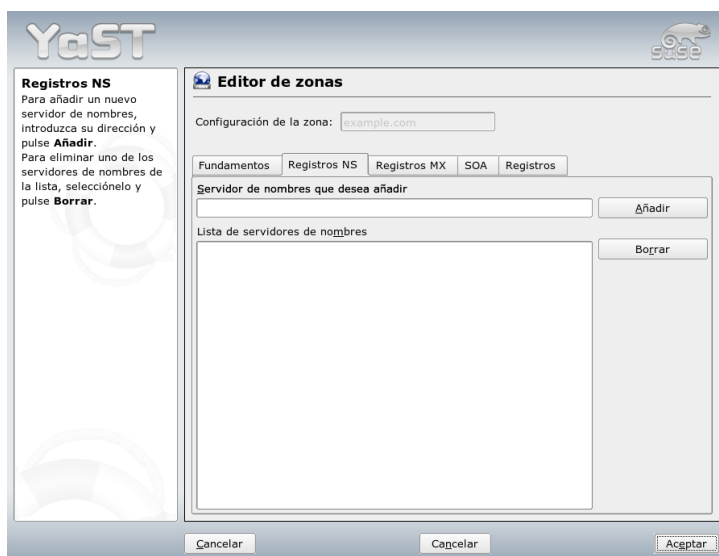 YaST
SUSE
Registros NS
Para añadir un nuevo
servidor de nombres,
introduzca su dirección y
pulse Añadir.
Para eliminar uno de los
servidores de nombres de
la lista, selecciónelo y
pulse Borrar.
Editor de zonas
Configuración de la zona: example.com
Fundamentos Registros NS Registros MX SOA Registros
Servidor de nombres que desea añadir
Añadir
Lista de servidores de nombres
Borrar
Cancelar Cancelar Aceptar